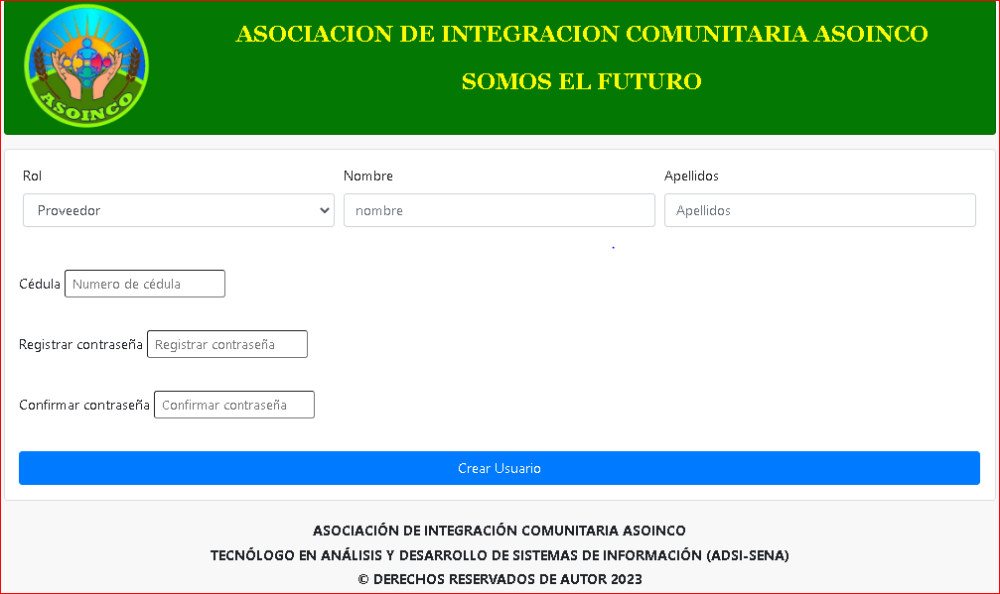 ASOCIACION DE INTEGRACION COMUNITARIA ASOINCO
SOMOS EL FUTURO
ASOINCO
Rol Nombre Apellidos
Proveedor nombre Apellidos
.
Cédula Numero de cédula
Registrar contraseña Registrar contraseña
Confirmar contraseña Confirmar contraseña
Crear Usuario
ASOCIACIÓN DE INTEGRACIÓN COMUNITARIA ASOINCO
TECNÓLOGO EN ANÁLISIS Y DESARROLLO DE SISTEMAS DE INFORMACIÓN (ADSI-SENA)
© DERECHOS RESERVADOS DE AUTOR 2023